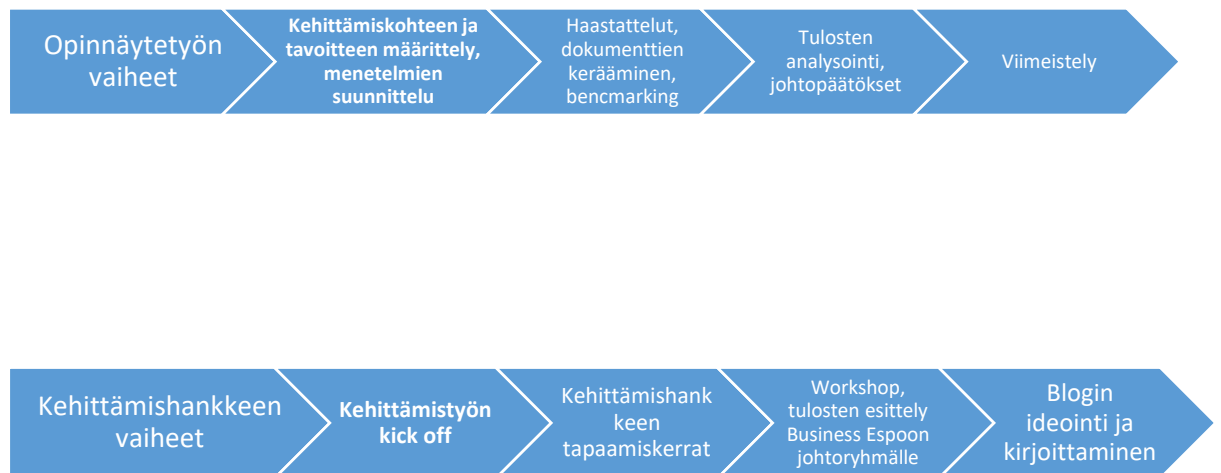 Opinnäytetyön
vaiheet
Kehittämiskohteen ja
tavoitteen määrittely,
menetelmien
suunnittelu
Haastattelut,
dokumenttien
kerääminen,
bencmarking
Tulosten
analysointi,
johtopäätökset
Viimeistely
Kehittämishankkeen
vaiheet
Kehittämistyön
kick off
Kehittämishank
keen
tapaamiskerrat
Workshop,
tulosten esittely
Business Espoon
johtoryhmälle
Blogin
ideointi ja
kirjoittaminen